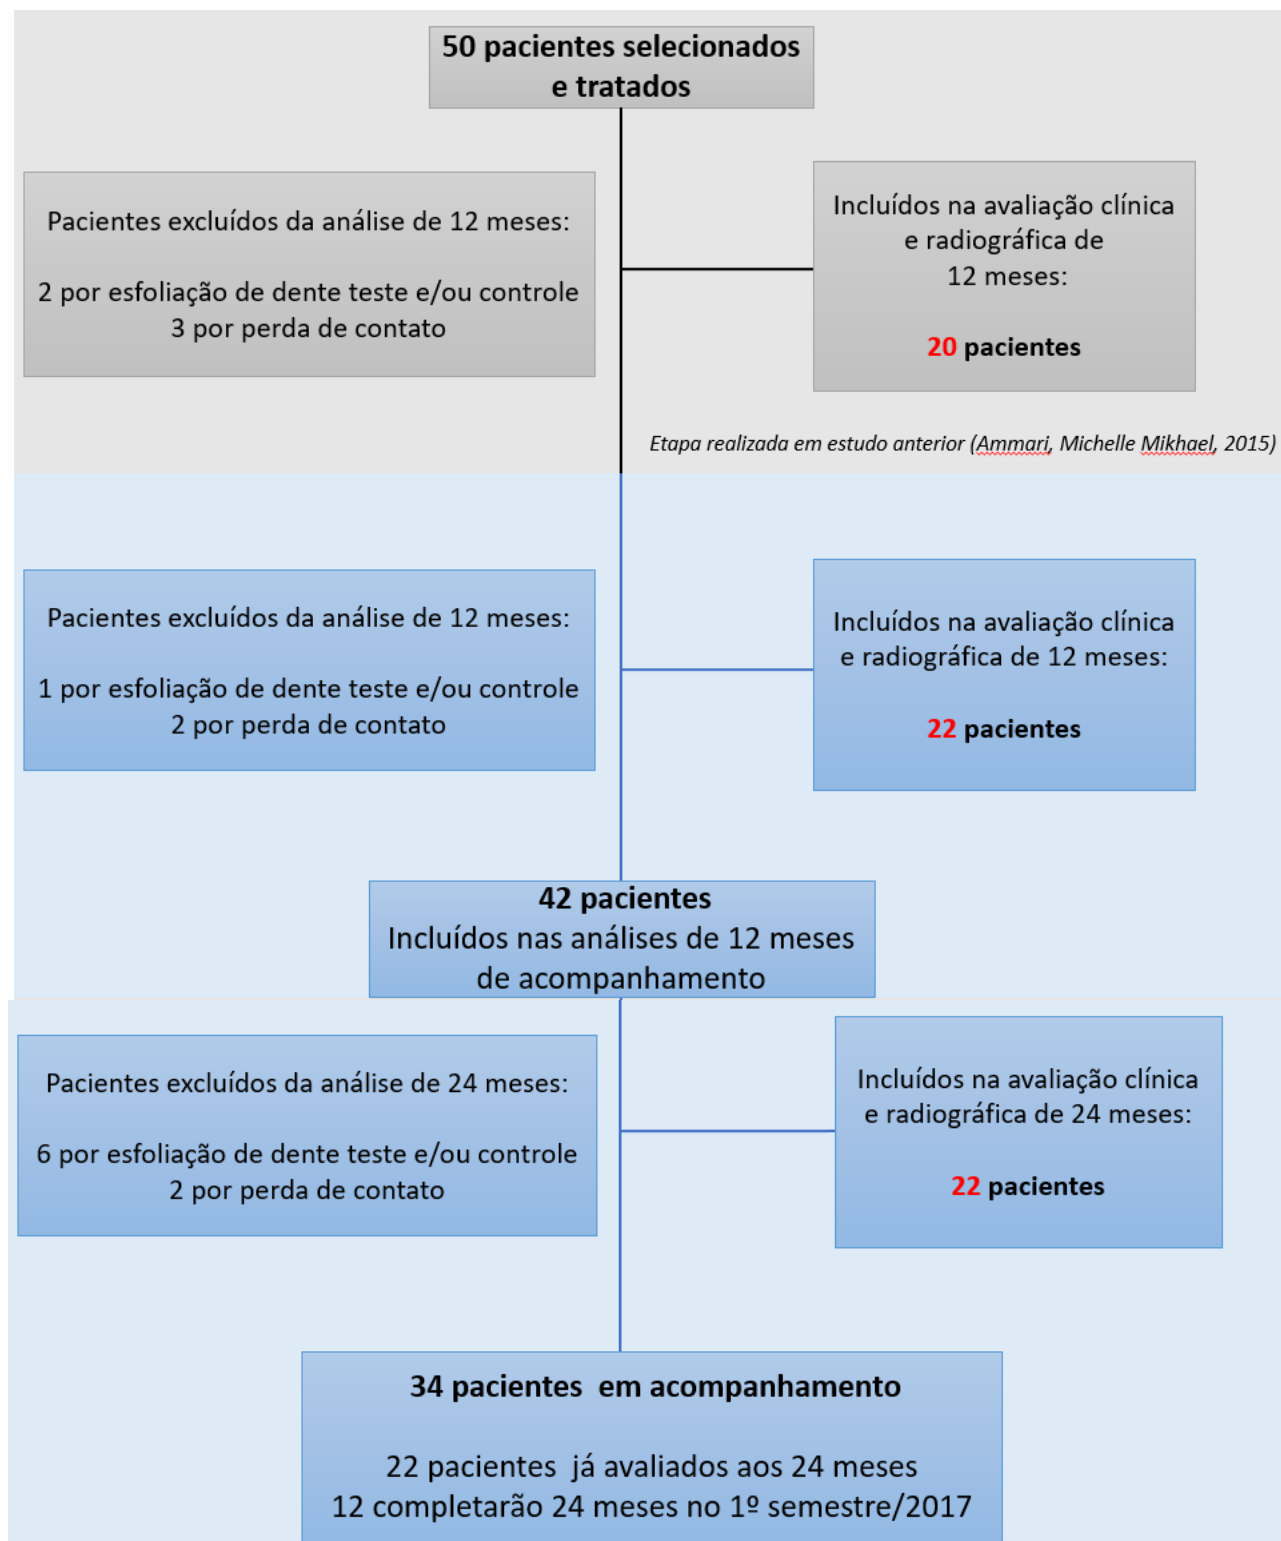 50 pacientes selecionados
e tratados
Pacientes excluídos da análise de 12 meses:
2 por esfoliação de dente teste e/ou controle
3 por perda de contato
Incluídos na avaliação clínica
e radiográfica de
12 meses:
20 pacientes
Etapa realizada em estudo anterior (Ammari, Michelle Mikhael, 2015)
Pacientes excluídos da análise de 12 meses:
1 por esfoliação de dente teste e/ou controle
2 por perda de contato
Incluídos na avaliação clínica
e radiográfica de 12 meses:
22 pacientes
42 pacientes
Incluídos nas análises de 12 meses
de acompanhamento
Pacientes excluídos da análise de 24 meses:
6 por esfoliação de dente teste e/ou controle
2 por perda de contato
Incluídos na avaliação clínica
e radiográfica de 24 meses:
22 pacientes
34 pacientes em acompanhamento
22 pacientes já avaliados aos 24 meses
12 completarão 24 meses no 1º semestre/2017